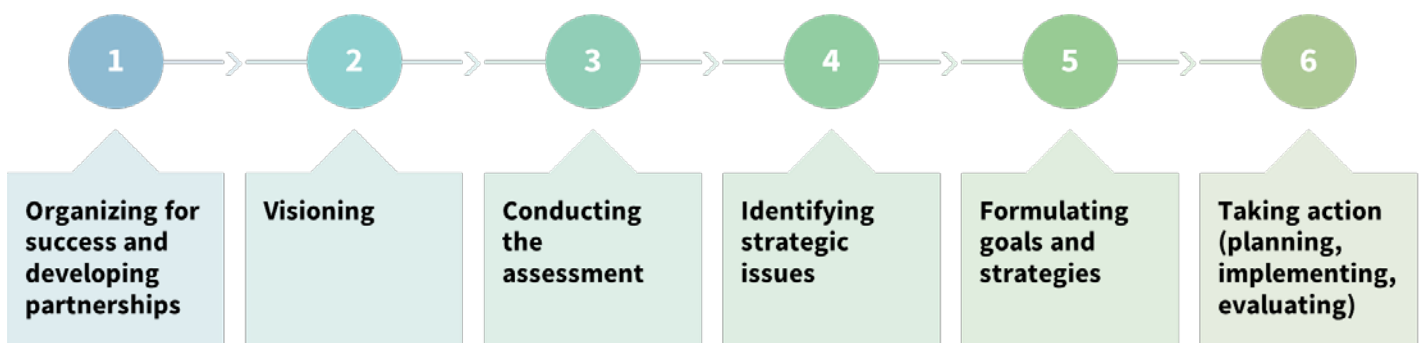 1
2
3
4
5
6
Organizing for
success and
developing
partnerships
Visioning
Conducting
the
assessment
Identifying
strategic
issues
Formulating
goals and
strategies
Taking action
(planning,
implementing,
evaluating)